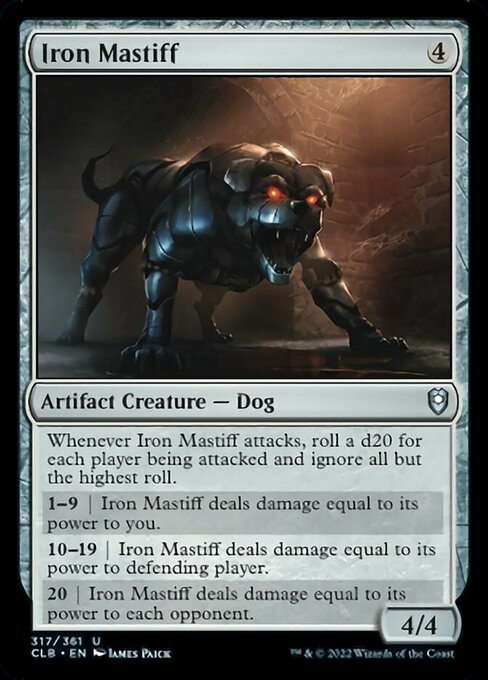 Iron Mastiff 4
Artifact Creature — Dog
Whenever Iron Mastiff attacks, roll a d20 for
each player being attacked and ignore all but
the highest roll.
1–9 | Iron Mastiff deals damage equal to its
power to you.
10–19 | Iron Mastiff deals damage equal to its
power to defending player.
20 | Iron Mastiff deals damage equal to its
power to each opponent.
4/4
317/361 U
CLB • EN James Paick
™ & © 2022 Wizards of the Coast